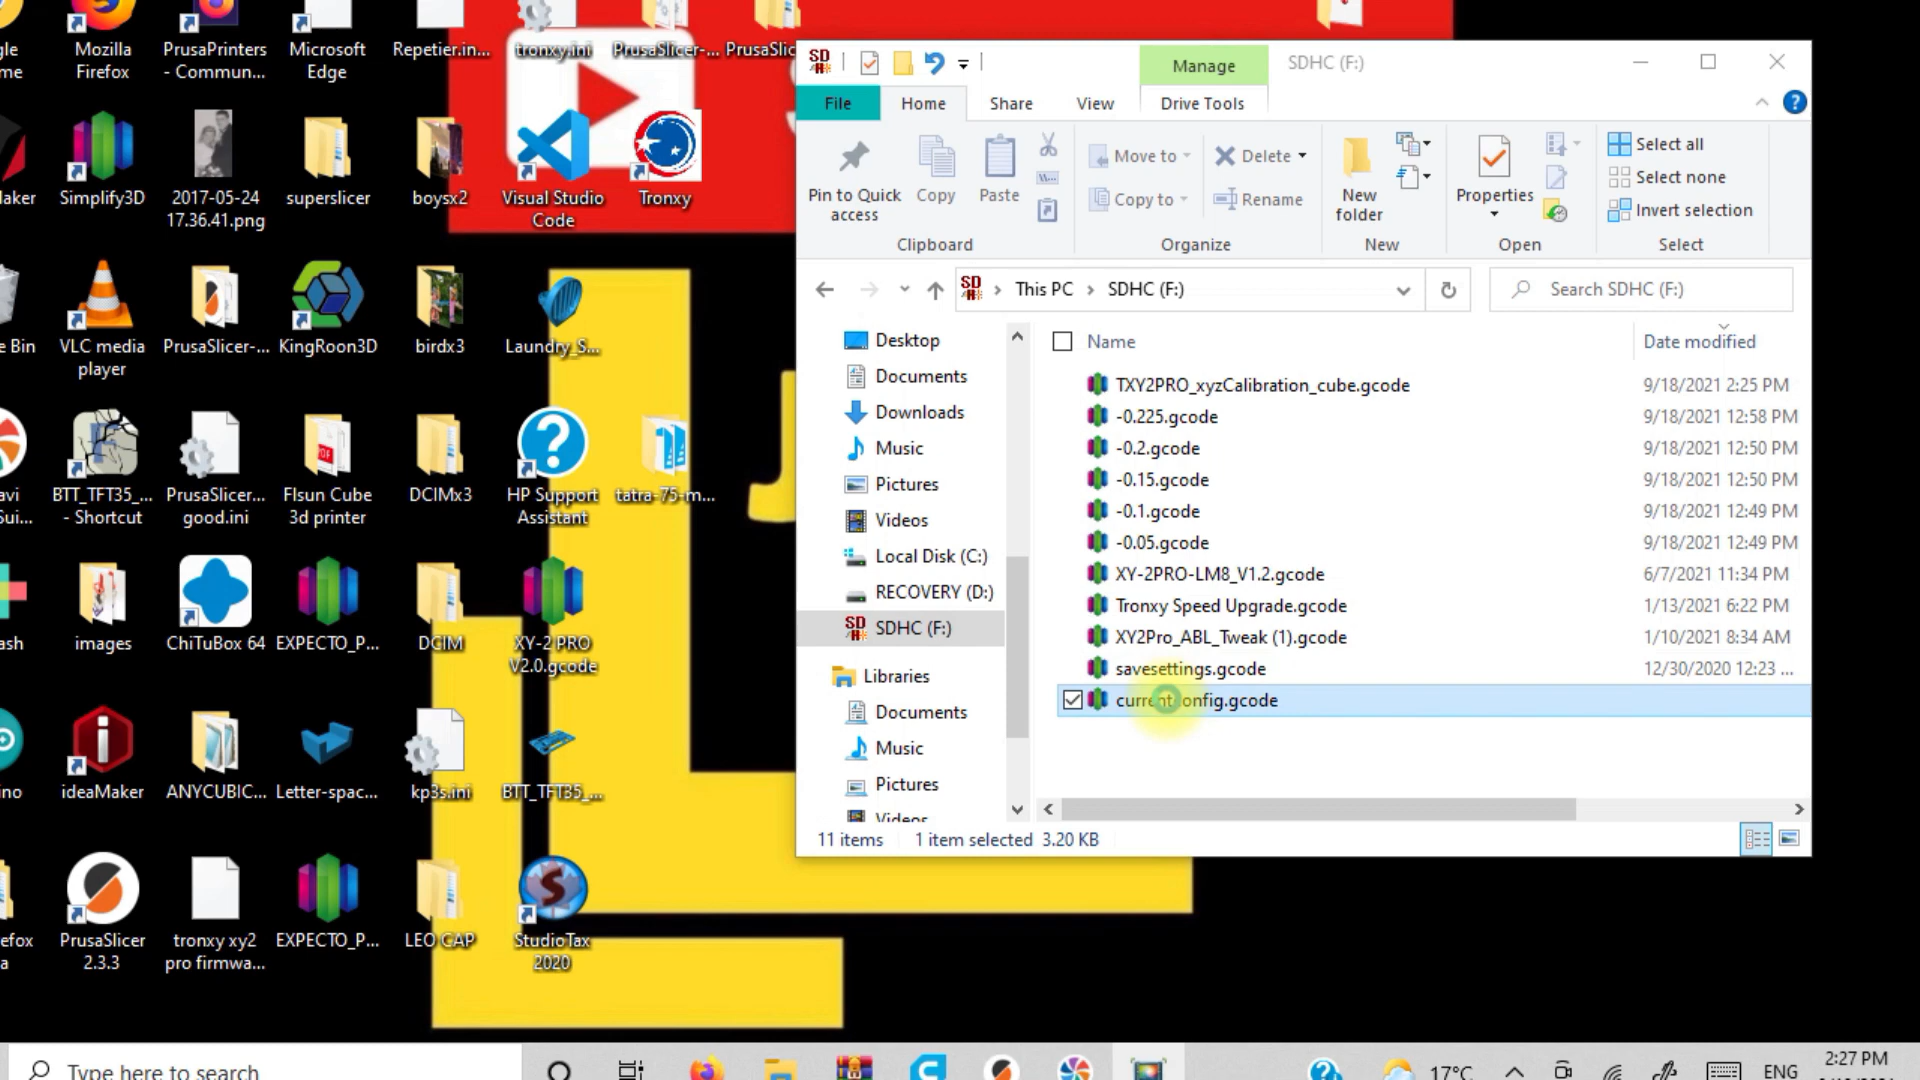 gle
me
Mozilla
Firefox
PrusaPrinters
- Commun...
Microsoft
Edge
Repetier.in...
tronxy.ini
PrusaSlicer-...
PrusaSlic
Manage
SDHC (F:)
File
Home
Share
View
Drive Tools
laker
Simplify3D
2017-05-24
17.36.41.png
superslicer
boysx2
Visual Studio
Code
Tronxy
Pin to Quick
access
Copy
Paste
Move to
Copy to
Delete
Rename
New
folder
Properties
Select all
Select none
Invert selection
Clipboard
Organize
New
Open
Select
This PC > SDHC (F:)
Search SDHC (F:)
e Bin
VLC media
player
PrusaSlicer-...
KingRoon3D
birdx3
Laundry_S...
Desktop
Documents
Downloads
Music
Pictures
Videos
Local Disk (C:)
RECOVERY (D:)
SDHC (F:)
Libraries
Documents
Music
Pictures
Videos
Name
Date modified
TXY2PRO_xyzCalibration_cube.gcode 9/18/2021 2:25 PM
-0.225.gcode 9/18/2021 12:58 PM
-0.2.gcode 9/18/2021 12:50 PM
-0.15.gcode 9/18/2021 12:50 PM
-0.1.gcode 9/18/2021 12:49 PM
-0.05.gcode 9/18/2021 12:49 PM
XY-2PRO-LM8_V1.2.gcode 6/7/2021 11:34 PM
Tronxy Speed Upgrade.gcode 1/13/2021 6:22 PM
XY2Pro_ABL_Tweak (1).gcode 1/10/2021 8:34 AM
savesettings.gcode 12/30/2020 12:23 ...
11 items
1 item selected 3.20 KB
avi
Sui...
BTT_TFT35_...
- Shortcut
PrusaSlicer...
good.ini
PDF
Flsun Cube
3d printer
DCIMx3
HP Support
Assistant
tatra-75-m...
ash
images
ChiTuBox 64
EXPECTO_P...
DCIM
XY-2 PRO
V2.0.gcode
ino
ideaMaker
ANYCUBIC...
Letter-spac...
kp3s.ini
BTT_TFT35_...
efox
a
PrusaSlicer
2.3.3
tronxy xy2
pro firmwa...
EXPECTO_P...
LEO CAP
StudioTax
2020
Type here to search
17°C
ENG
2:27 PM